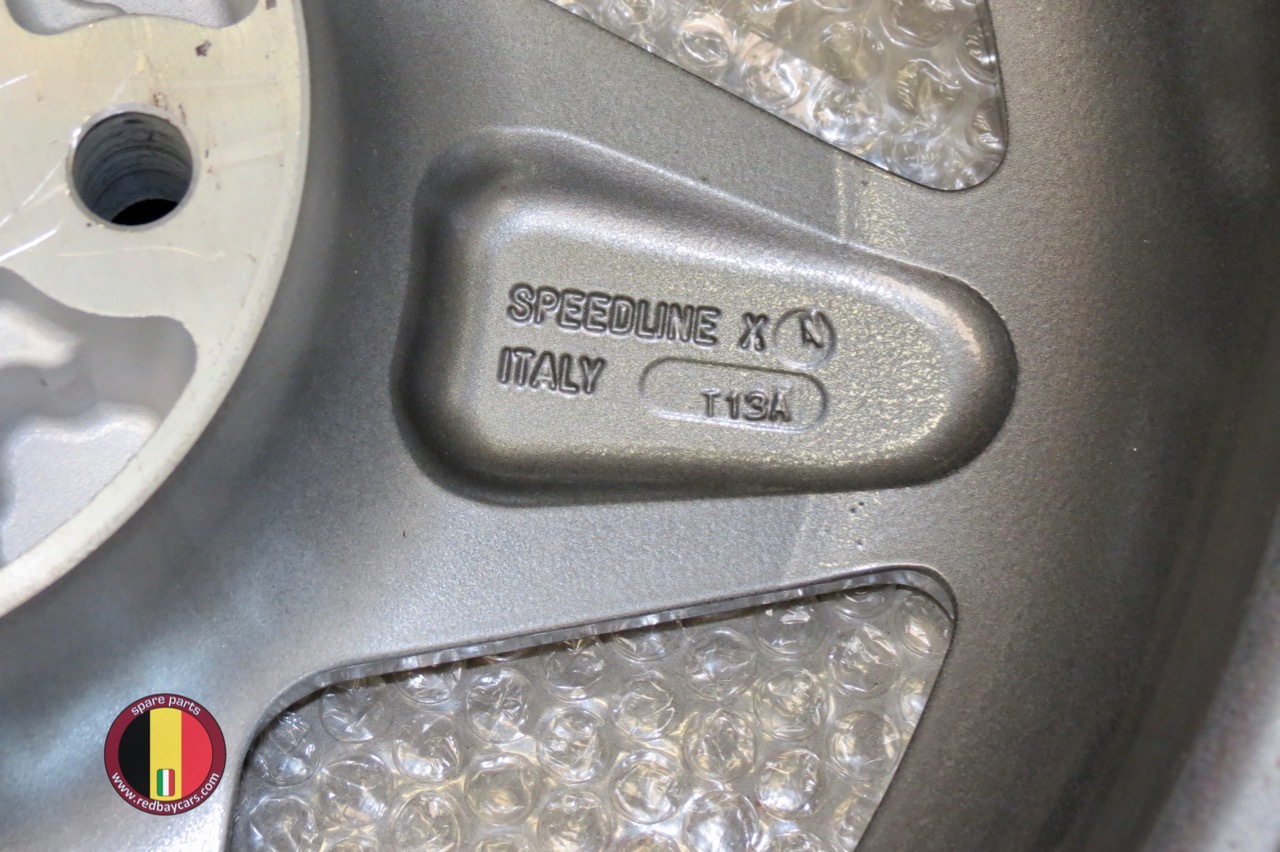 SPEEDLINE X N
ITALY T13A
spare parts
www.redbaycars.com